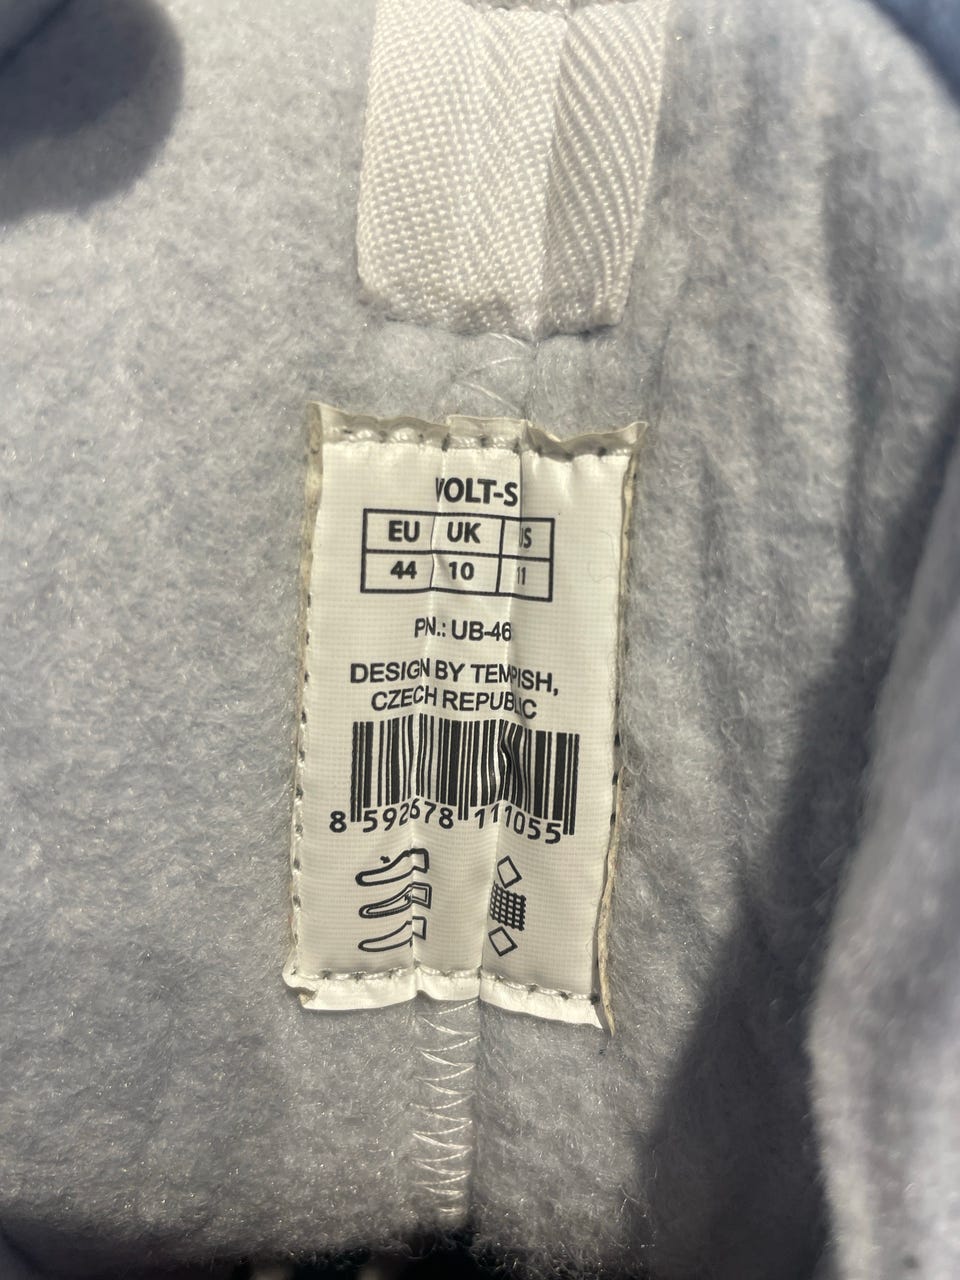 VOLT-S
EU UK US
44 10 11
PN.: UB-46
DESIGN BY TEMPISH,
CZECH REPUBLIC
8 592678 111055